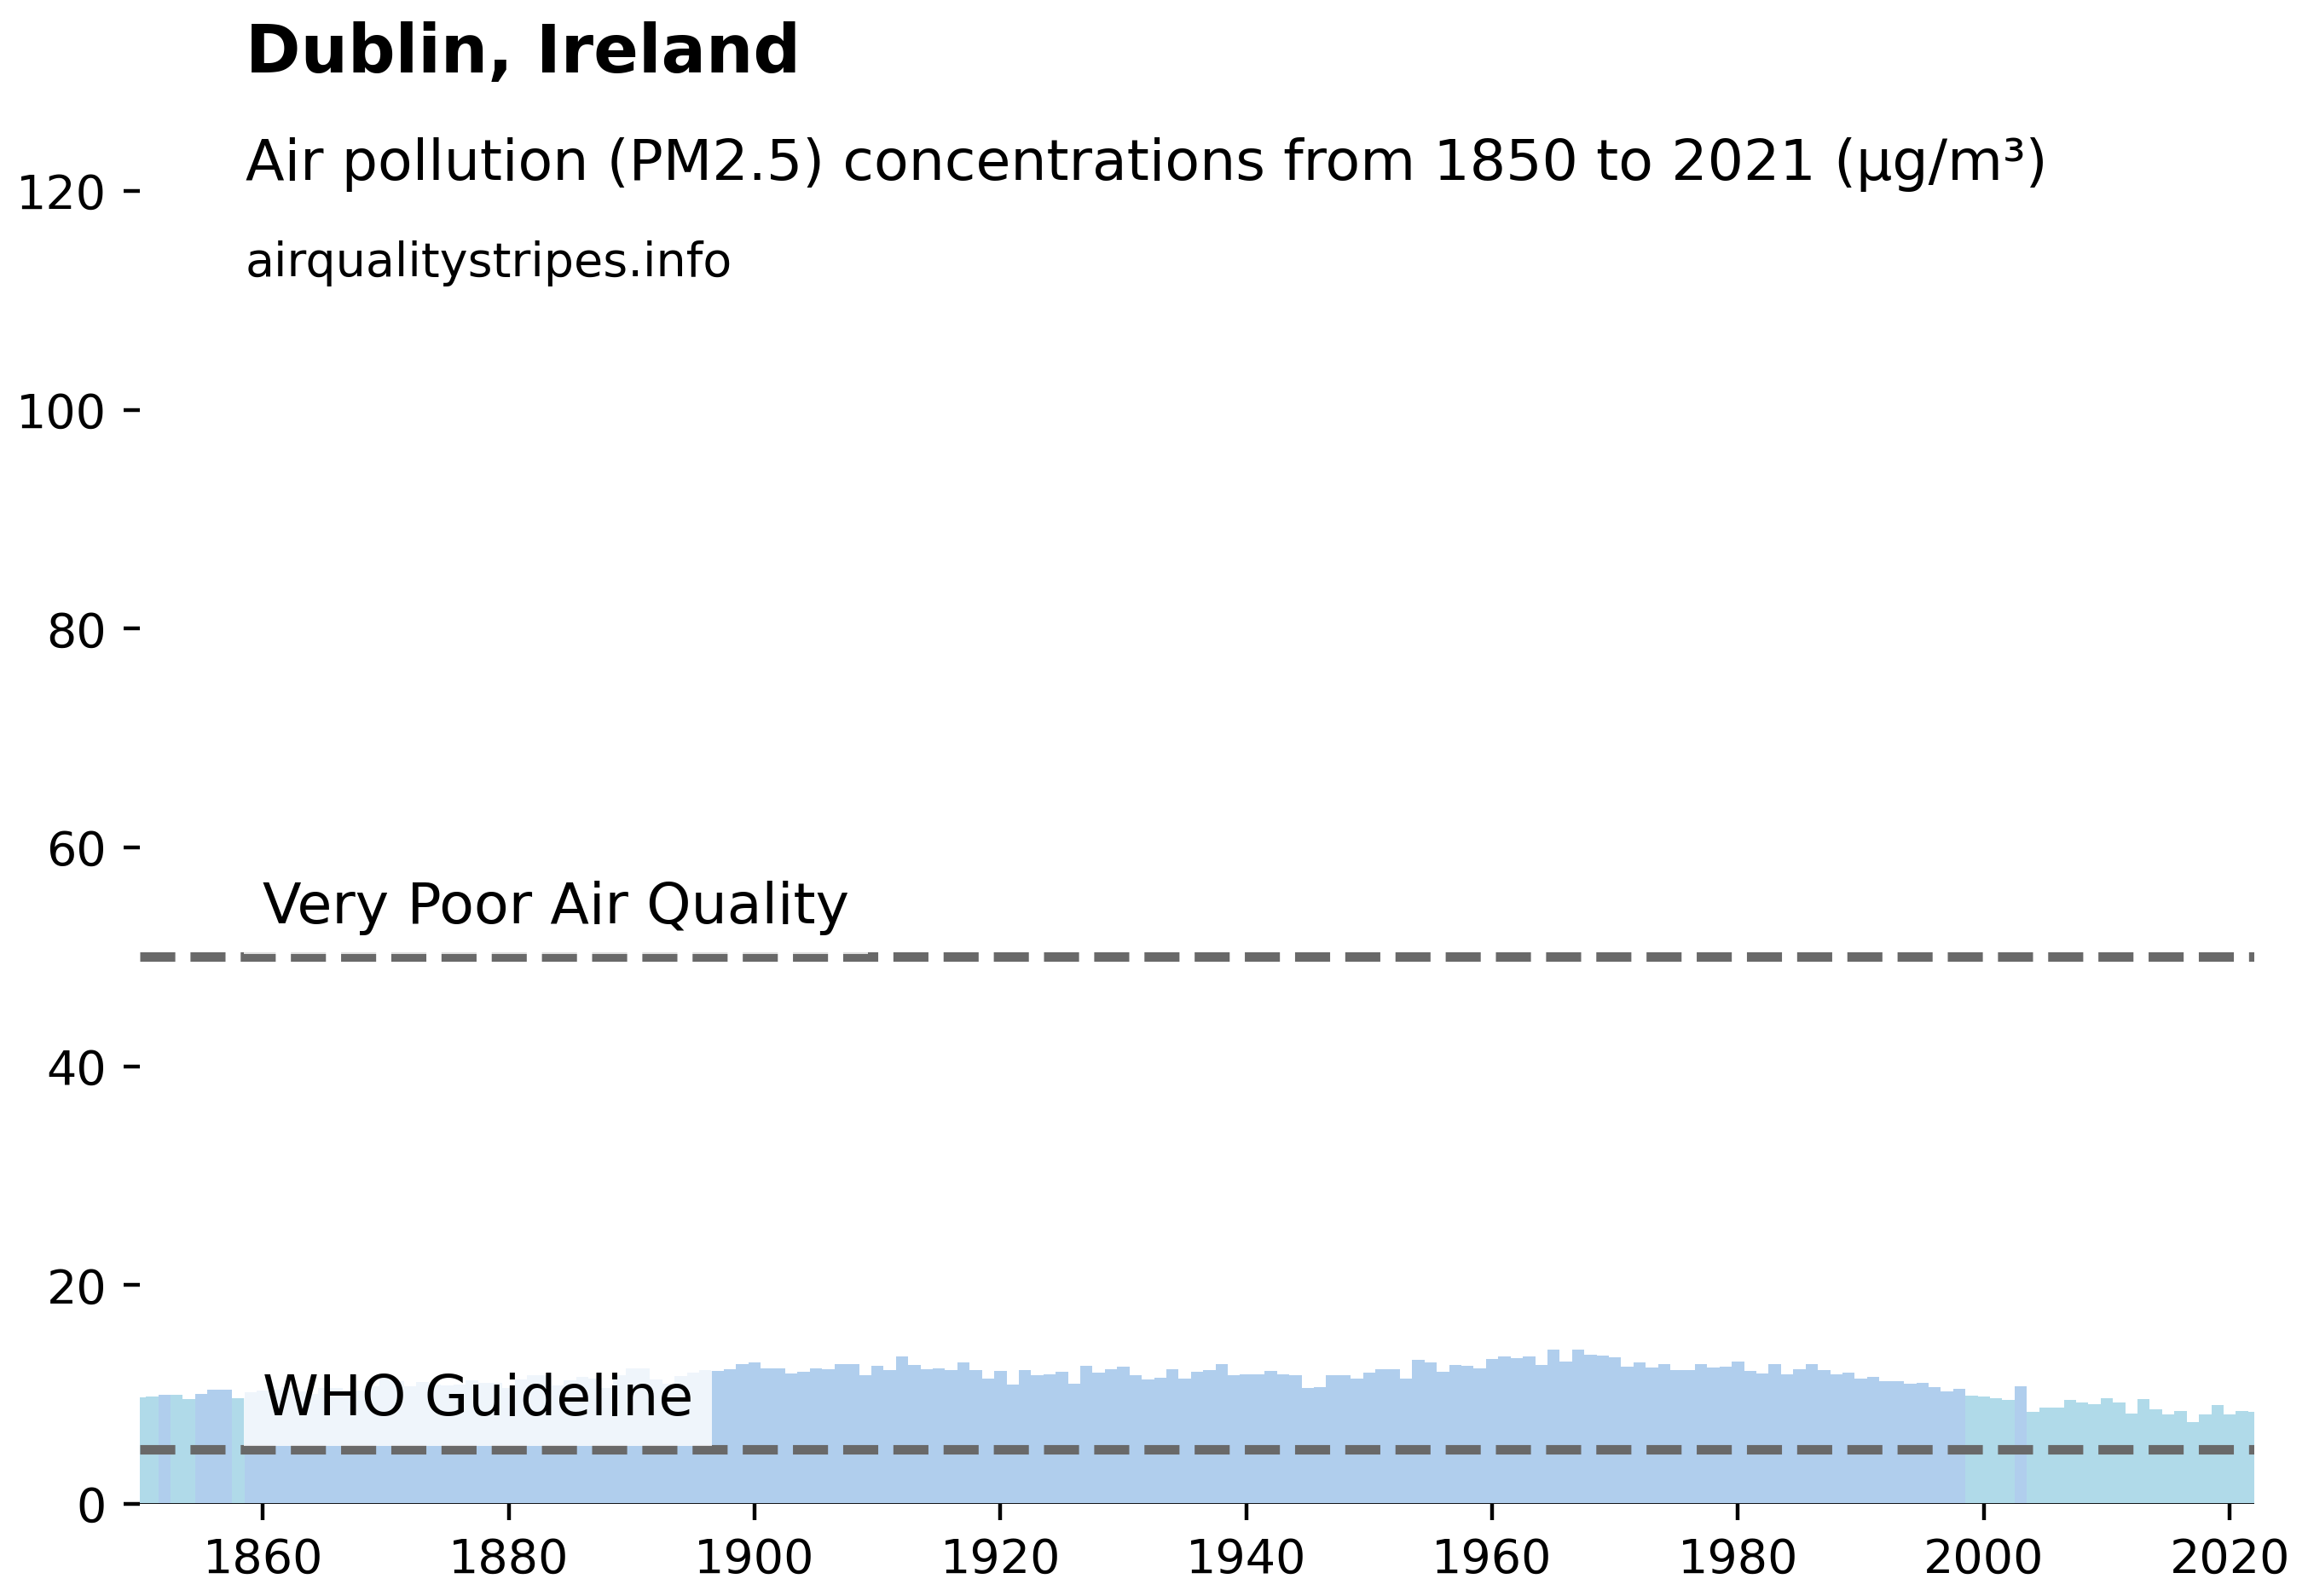 Dublin, Ireland
Air pollution (PM2.5) concentrations from 1850 to 2021 (µg/m³)
airqualitystripes.info
120
100
80
60
Very Poor Air Quality
40
20
WHO Guideline
0
1860 1880 1900 1920 1940 1960 1980 2000 2020